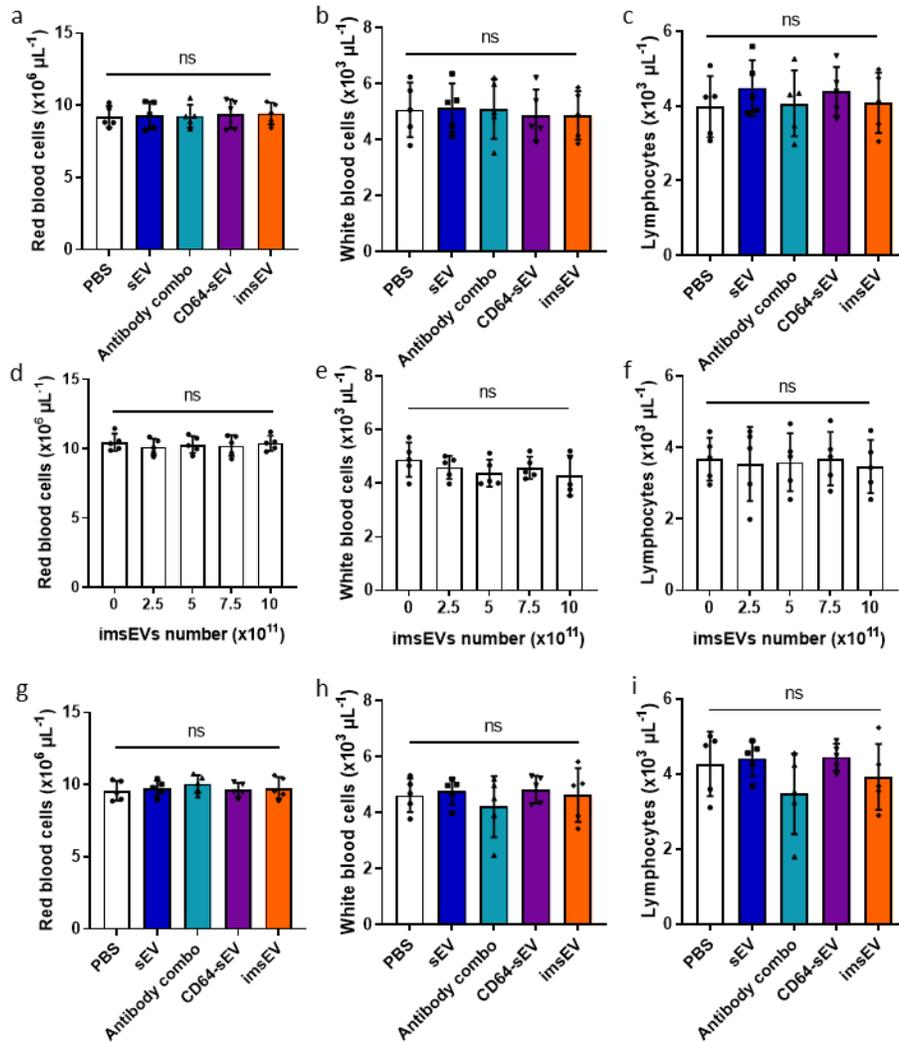 a
Red blood cells (x10⁶ µL⁻¹)
15
10
5
0
ns
PBS
sEV
Antibody combo
CD64-sEV
imsEV
b
White blood cells (x10³ µL⁻¹)
8
6
4
2
0
ns
PBS
sEV
Antibody combo
CD64-sEV
imsEV
c
Lymphocytes (x10³ µL⁻¹)
6
4
2
0
ns
PBS
sEV
Antibody combo
CD64-sEV
imsEV
d
Red blood cells (x10⁶ µL⁻¹)
15
10
5
0
ns
0 2.5 5 7.5 10
imsEVs number (x10¹¹)
e
White blood cells (x10³ µL⁻¹)
8
6
4
2
0
ns
0 2.5 5 7.5 10
imsEVs number (x10¹¹)
f
Lymphocytes (x10³ µL⁻¹)
6
4
2
0
ns
0 2.5 5 7.5 10
imsEVs number (x10¹¹)
g
Red blood cells (x10⁶ µL⁻¹)
15
10
5
0
ns
PBS
sEV
Antibody combo
CD64-sEV
imsEV
h
White blood cells (x10³ µL⁻¹)
8
6
4
2
0
ns
PBS
sEV
Antibody combo
CD64-sEV
imsEV
i
Lymphocytes (x10³ µL⁻¹)
6
4
2
0
ns
PBS
sEV
Antibody combo
CD64-sEV
imsEV